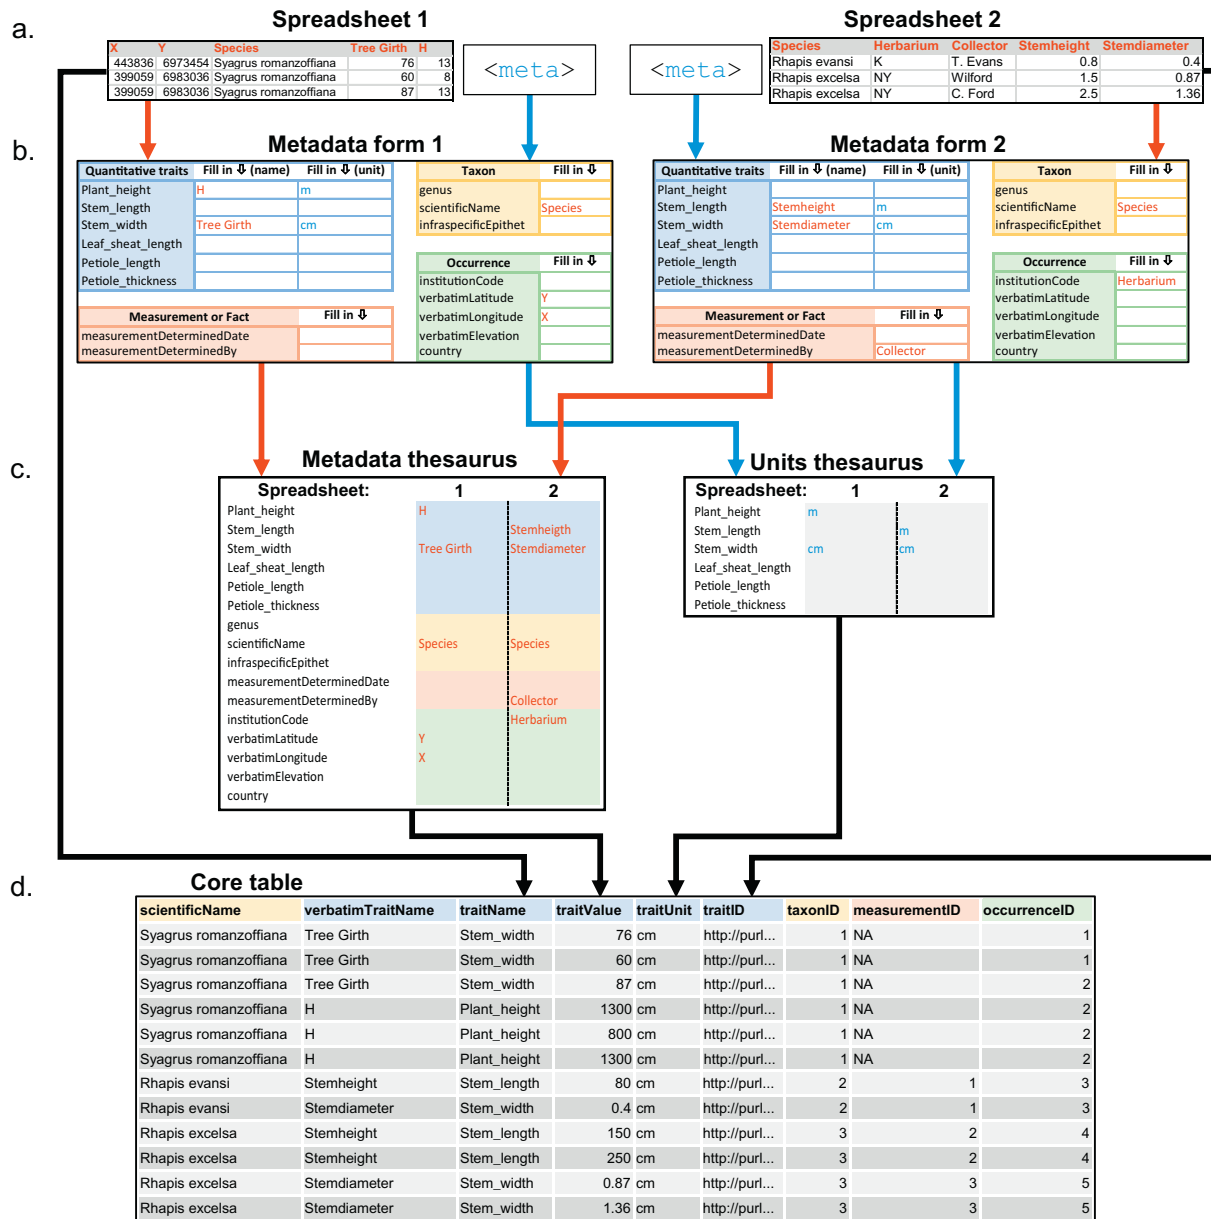 a.
Spreadsheet 1
X Y Species Tree Girth H
443836 6973454 Syagrus romanzoffiana 76 13
399059 6983036 Syagrus romanzoffiana 60 8
399059 6983036 Syagrus romanzoffiana 87 13
<meta>
<meta>
Spreadsheet 2
Species Herbarium Collector Stemheight Stemdiameter
Rhapis evansi K T. Evans 0.8 0.4
Rhapis excelsa NY Wilford 1.5 0.87
Rhapis excelsa NY C. Ford 2.5 1.36
b.
Metadata form 1
Quantitative traits Fill in ⇩ (name) Fill in ⇩ (unit)
Plant_height H m
Stem_length
Stem_width Tree Girth cm
Leaf_sheat_length
Petiole_length
Petiole_thickness
Measurement or Fact Fill in ⇩
measurementDeterminedDate
measurementDeterminedBy
Taxon Fill in ⇩
genus
scientificName Species
infraspecificEpithet
Occurrence Fill in ⇩
institutionCode
verbatimLatitude Y
verbatimLongitude X
verbatimElevation
country
Metadata form 2
Quantitative traits Fill in ⇩ (name) Fill in ⇩ (unit)
Plant_height
Stem_length Stemheight m
Stem_width Stemdiameter cm
Leaf_sheat_length
Petiole_length
Petiole_thickness
Measurement or Fact Fill in ⇩
measurementDeterminedDate
measurementDeterminedBy Collector
Taxon Fill in ⇩
genus
scientificName Species
infraspecificEpithet
Occurrence Fill in ⇩
institutionCode Herbarium
verbatimLatitude
verbatimLongitude
verbatimElevation
country
c.
Metadata thesaurus
Spreadsheet: 1 2
Plant_height H
Stem_length Stemheigth
Stem_width Tree Girth Stemdiameter
Leaf_sheat_length
Petiole_length
Petiole_thickness
genus
scientificName Species Species
infraspecificEpithet
measurementDeterminedDate
measurementDeterminedBy Collector
institutionCode Herbarium
verbatimLatitude Y
verbatimLongitude X
verbatimElevation
country
Units thesaurus
Spreadsheet: 1 2
Plant_height m
Stem_length m
Stem_width cm cm
Leaf_sheat_length
Petiole_length
Petiole_thickness
d.
Core table
scientificName verbatimTraitName traitName traitValue traitUnit traitID taxonID measurementID occurrenceID
Syagrus romanzoffiana Tree Girth Stem_width 76 cm http://purl... 1 NA 1
Syagrus romanzoffiana Tree Girth Stem_width 60 cm http://purl... 1 NA 1
Syagrus romanzoffiana Tree Girth Stem_width 87 cm http://purl... 1 NA 2
Syagrus romanzoffiana H Plant_height 1300 cm http://purl... 1 NA 2
Syagrus romanzoffiana H Plant_height 800 cm http://purl... 1 NA 2
Syagrus romanzoffiana H Plant_height 1300 cm http://purl... 1 NA 2
Rhapis evansi Stemheight Stem_length 80 cm http://purl... 2 1 3
Rhapis evansi Stemdiameter Stem_width 0.4 cm http://purl... 2 1 3
Rhapis excelsa Stemheight Stem_length 150 cm http://purl... 3 2 4
Rhapis excelsa Stemheight Stem_length 250 cm http://purl... 3 2 4
Rhapis excelsa Stemdiameter Stem_width 0.87 cm http://purl... 3 3 5
Rhapis excelsa Stemdiameter Stem_width 1.36 cm http://purl... 3 3 5